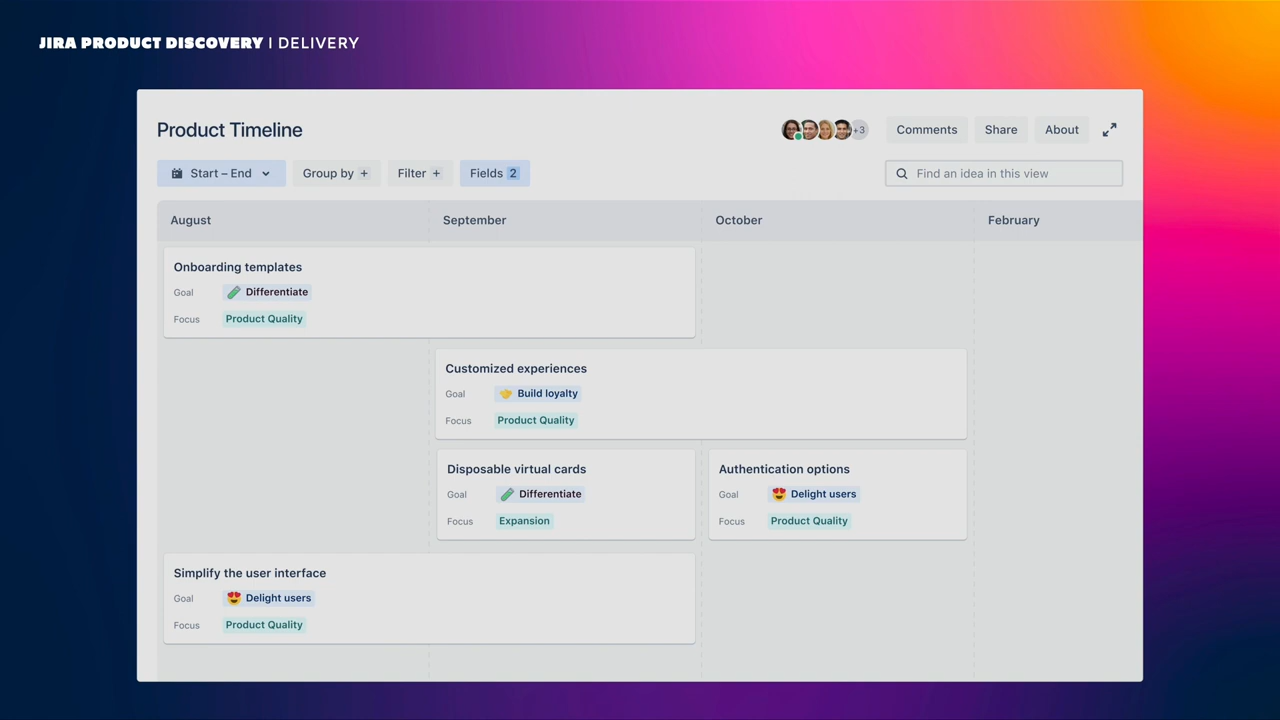 JIRA PRODUCT DISCOVERY | DELIVERY
Product Timeline
+3
Comments
Share
About
Start – End
Group by +
Filter +
Fields 2
Find an idea in this view
August
September
October
February
Onboarding templates
Goal
Differentiate
Focus
Product Quality
Customized experiences
Goal
Build loyalty
Focus
Product Quality
Disposable virtual cards
Goal
Differentiate
Focus
Expansion
Authentication options
Goal
Delight users
Focus
Product Quality
Simplify the user interface
Goal
Delight users
Focus
Product Quality